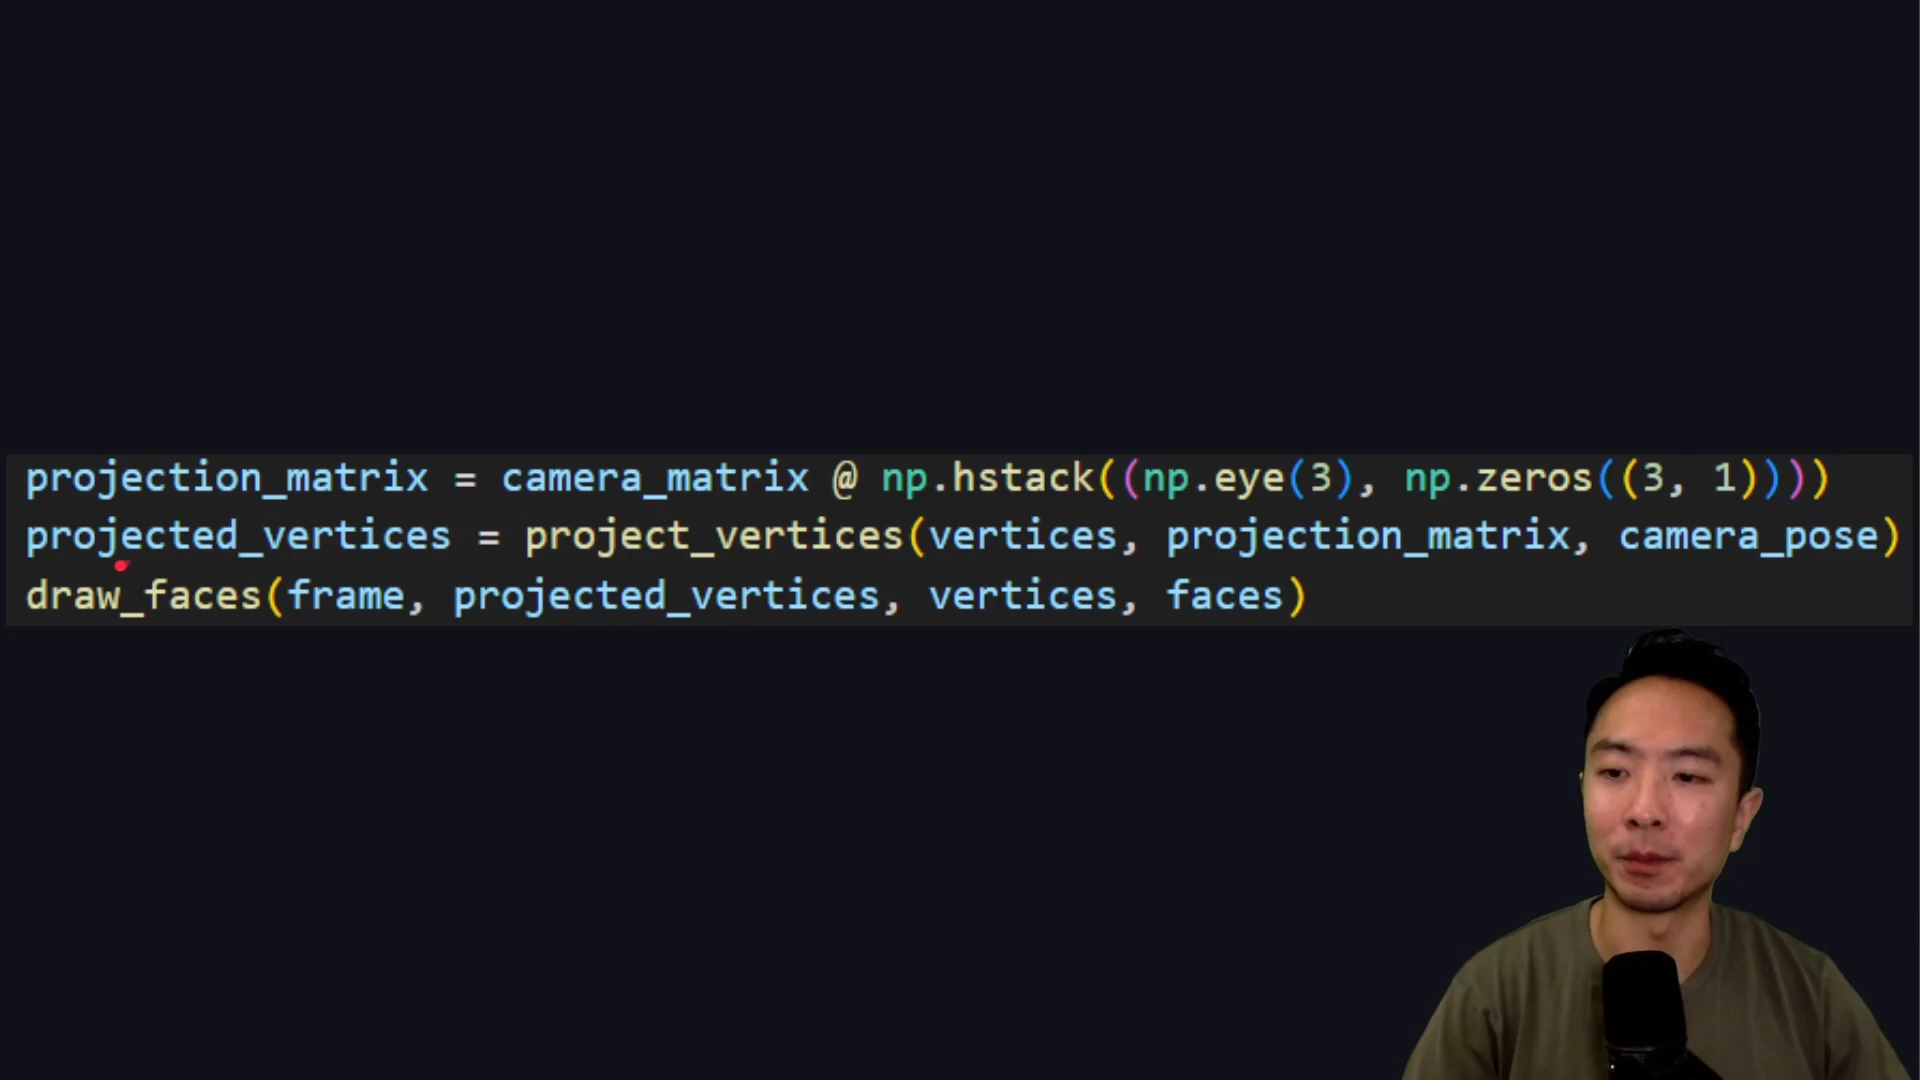 projection_matrix = camera_matrix @ np.hstack((np.eye(3), np.zeros((3, 1))))
projected_vertices = project_vertices(vertices, projection_matrix, camera_pose)
draw_faces(frame, projected_vertices, vertices, faces)